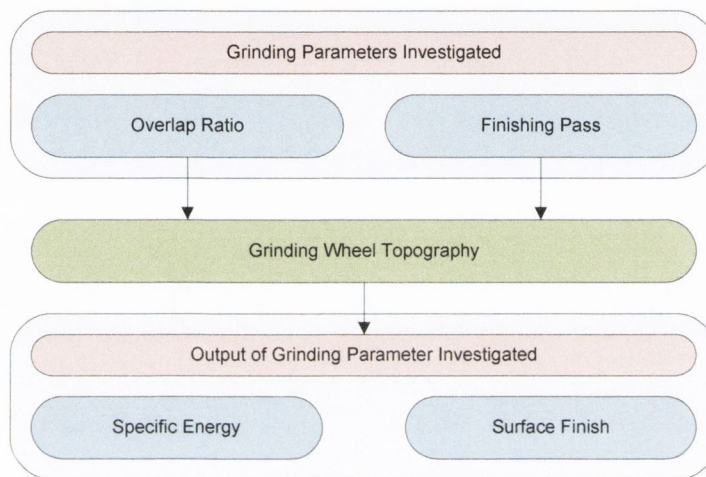 Grinding Parameters Investigated
Overlap Ratio
Finishing Pass
Grinding Wheel Topography
Output of Grinding Parameter Investigated
Specific Energy
Surface Finish